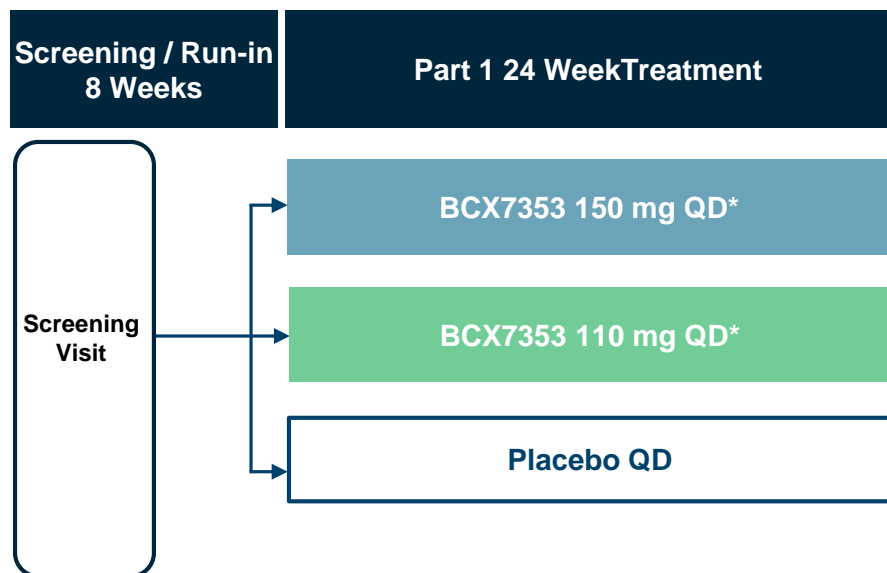 Screening / Run-in
8 Weeks
Part 1 24 WeekTreatment
BCX7353 150 mg QD*
Screening
Visit
BCX7353 110 mg QD*
Placebo QD